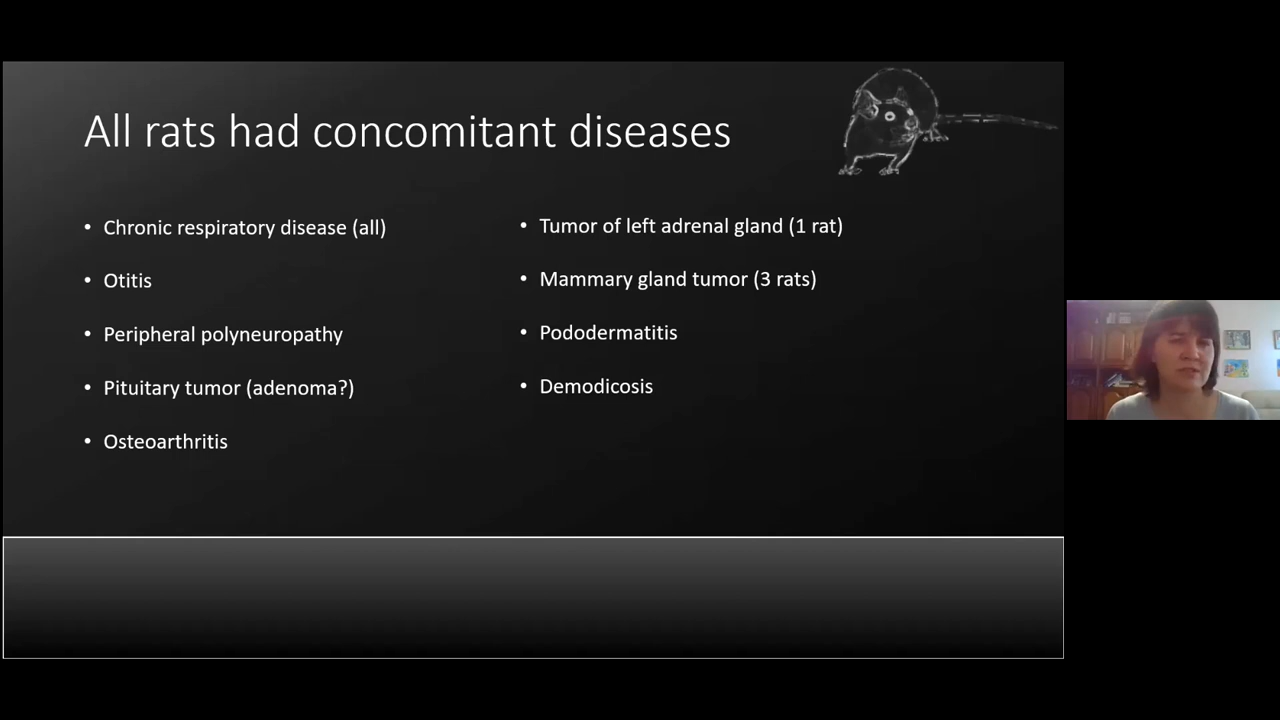 All rats had concomitant diseases
• Chronic respiratory disease (all)
• Otitis
• Peripheral polyneuropathy
• Pituitary tumor (adenoma?)
• Osteoarthritis
• Tumor of left adrenal gland (1 rat)
• Mammary gland tumor (3 rats)
• Pododermatitis
• Demodicosis